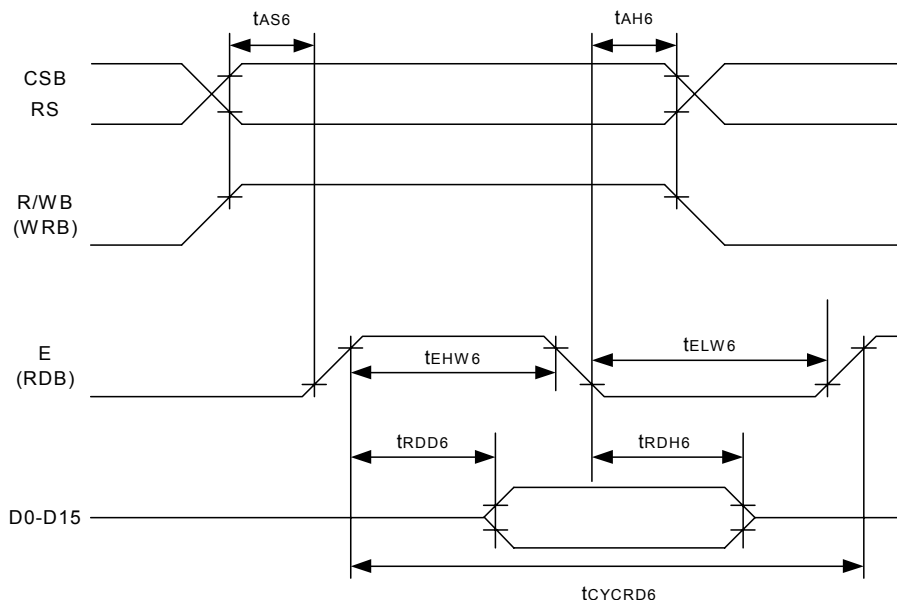 tAS6
tAH6
CSB
RS
R/WB
(WRB)
E
(RDB)
tEHW6
tELW6
tRDD6
tRDH6
D0-D15
tCYCRD6